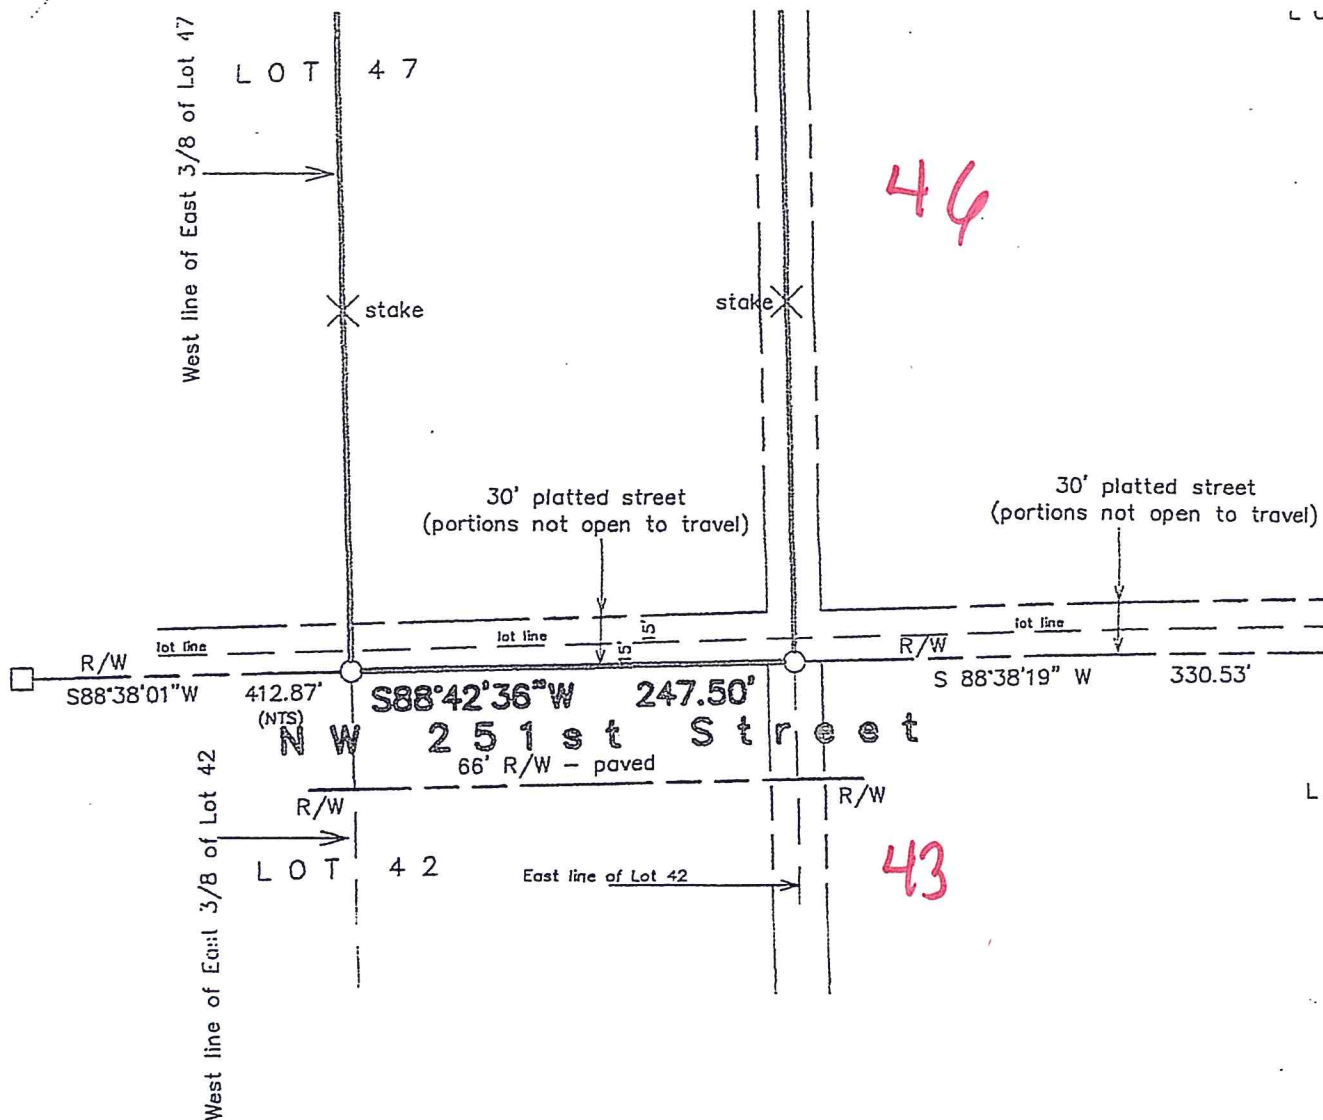 West line of East 3/8 of Lot 47
LOT 47
46
stake
stake
30' platted street
(portions not open to travel)
30' platted street
(portions not open to travel)
lot line
lot line
15'
15'
lot line
R/W
R/W
S88°38'01"W
412.87'
(NTS)
S88°42'36"W
247.50'
S 88°38'19" W
330.53'
NW 251st Street
66' R/W - paved
R/W
R/W
West line of East 3/8 of Lot 42
LOT 42
East line of Lot 42
43
L